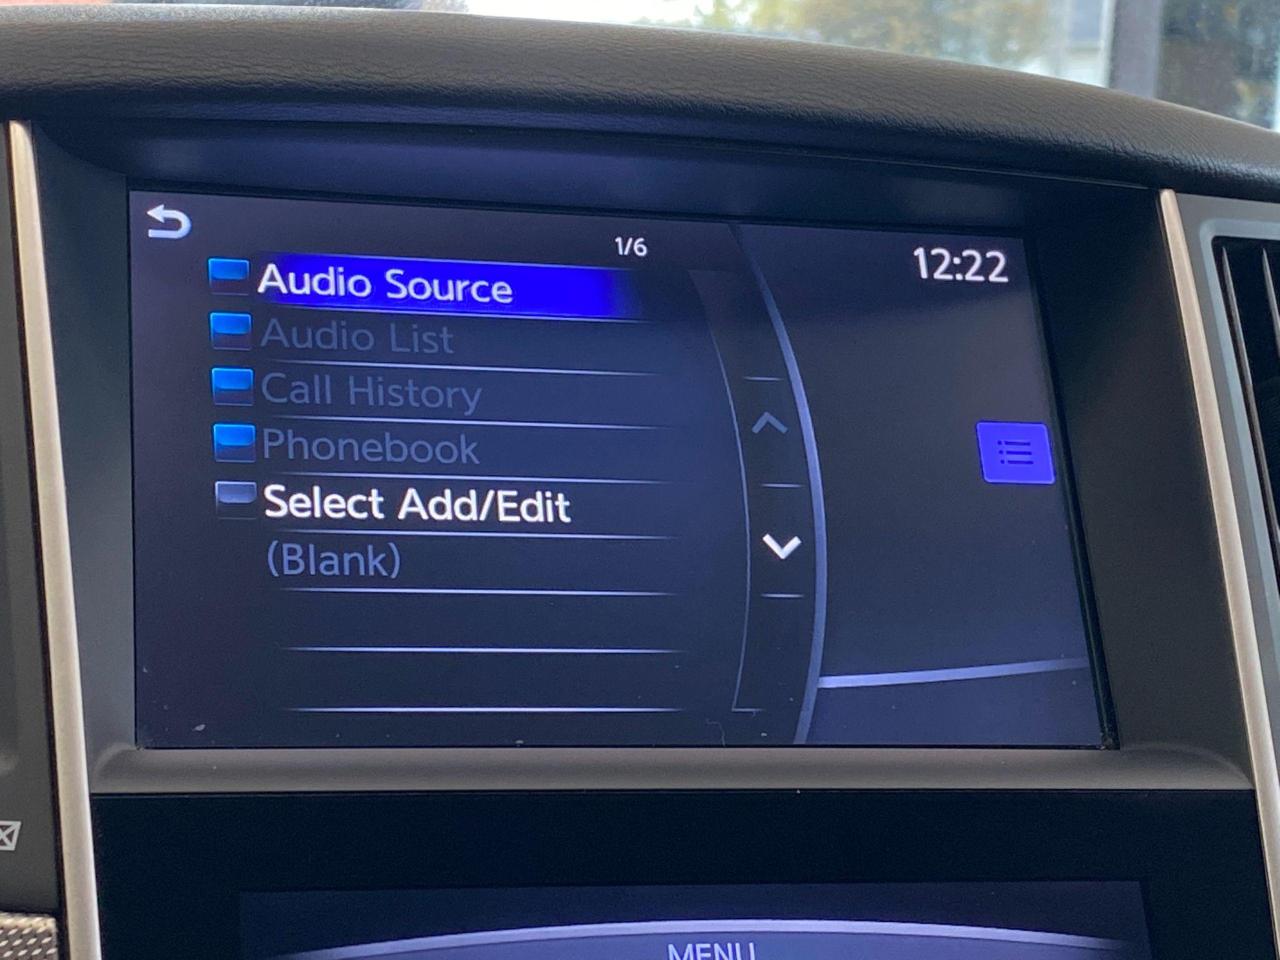 1/6
12:22
Audio Source
Audio List
Call History
Phonebook
Select Add/Edit
(Blank)
MENU